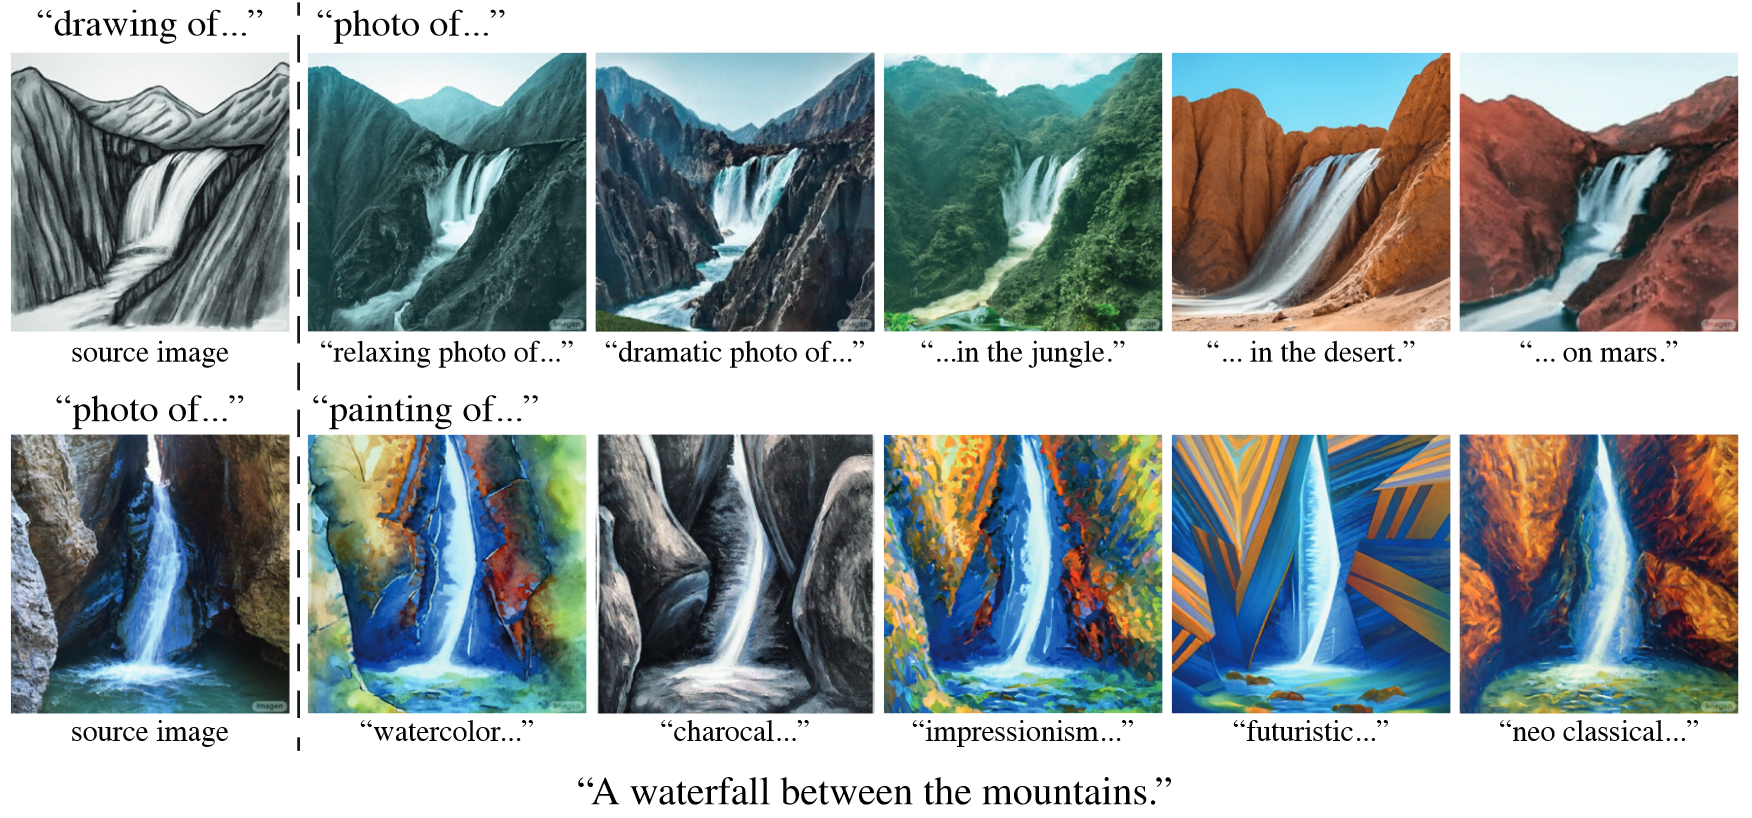 “drawing of...”
“photo of...”
source image
“relaxing photo of...”
“dramatic photo of...”
“...in the jungle.”
“... in the desert.”
“... on mars.”
“photo of...”
“painting of...”
source image
“watercolor...”
“charocal...”
“impressionism...”
“futuristic...”
“neo classical...”
“A waterfall between the mountains.”
Imagen